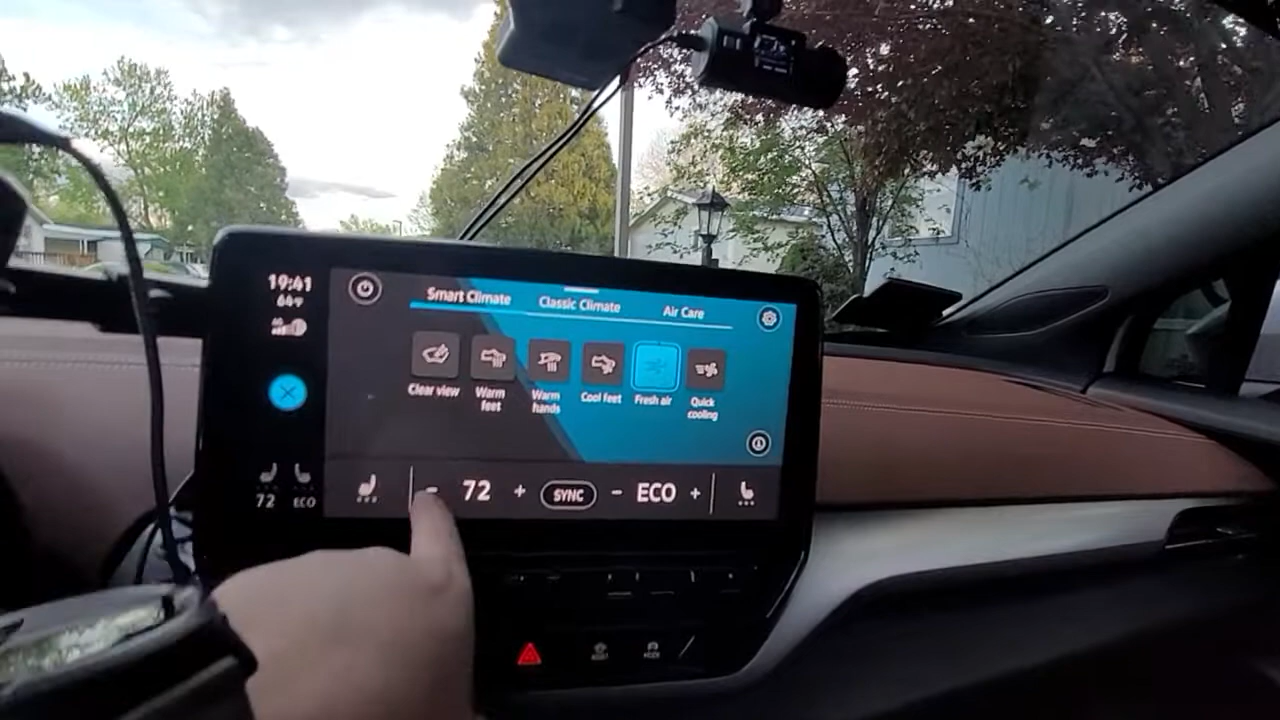 19:41
64°F
Smart Climate
Classic Climate
Air Care
Clear view
Warm
feet
Warm
hands
Cool feet
Fresh air
Quick
cooling
72
SYNC
ECO
72
ECO
MODE